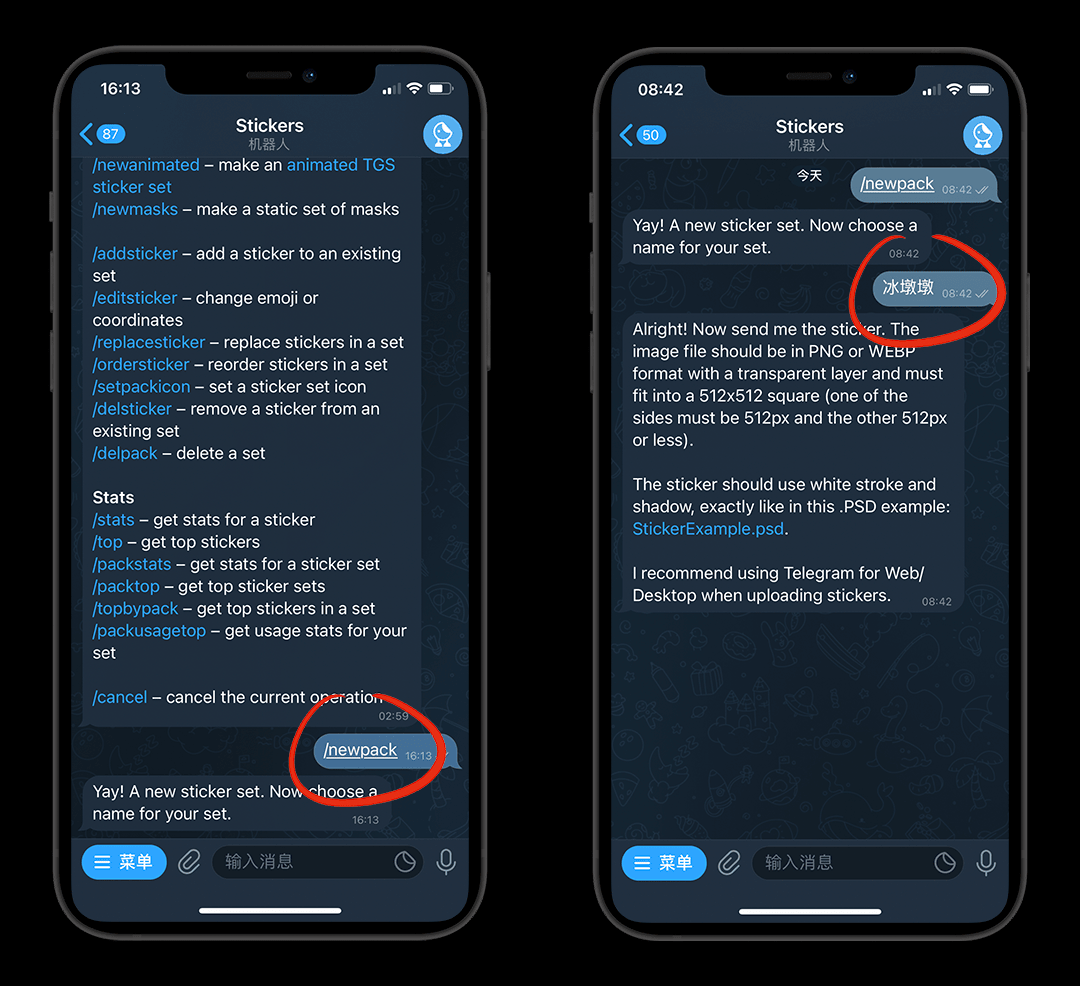 16:13
87
Stickers
机器人
/newanimated – make an animated TGS
sticker set
/newmasks – make a static set of masks
/addsticker – add a sticker to an existing
set
/editsticker – change emoji or
coordinates
/replacesticker – replace stickers in a set
/ordersticker – reorder stickers in a set
/setpackicon – set a sticker set icon
/delsticker – remove a sticker from an
existing set
/delpack – delete a set
Stats
/stats – get stats for a sticker
/top – get top stickers
/packstats – get stats for a sticker set
/packtop – get top sticker sets
/topbypack – get top stickers in a set
/packusagetop – get usage stats for your
set
/cancel – cancel the current operation
02:59
/newpack 16:13
Yay! A new sticker set. Now choose a
name for your set.
16:13
菜单
输入消息
08:42
50
Stickers
机器人
今天
/newpack 08:42
Yay! A new sticker set. Now choose a
name for your set.
08:42
冰墩墩 08:42
Alright! Now send me the sticker. The
image file should be in PNG or WEBP
format with a transparent layer and must
fit into a 512x512 square (one of the
sides must be 512px and the other 512px
or less).
The sticker should use white stroke and
shadow, exactly like in this .PSD example:
StickerExample.psd.
I recommend using Telegram for Web/
Desktop when uploading stickers.
08:42
菜单
输入消息